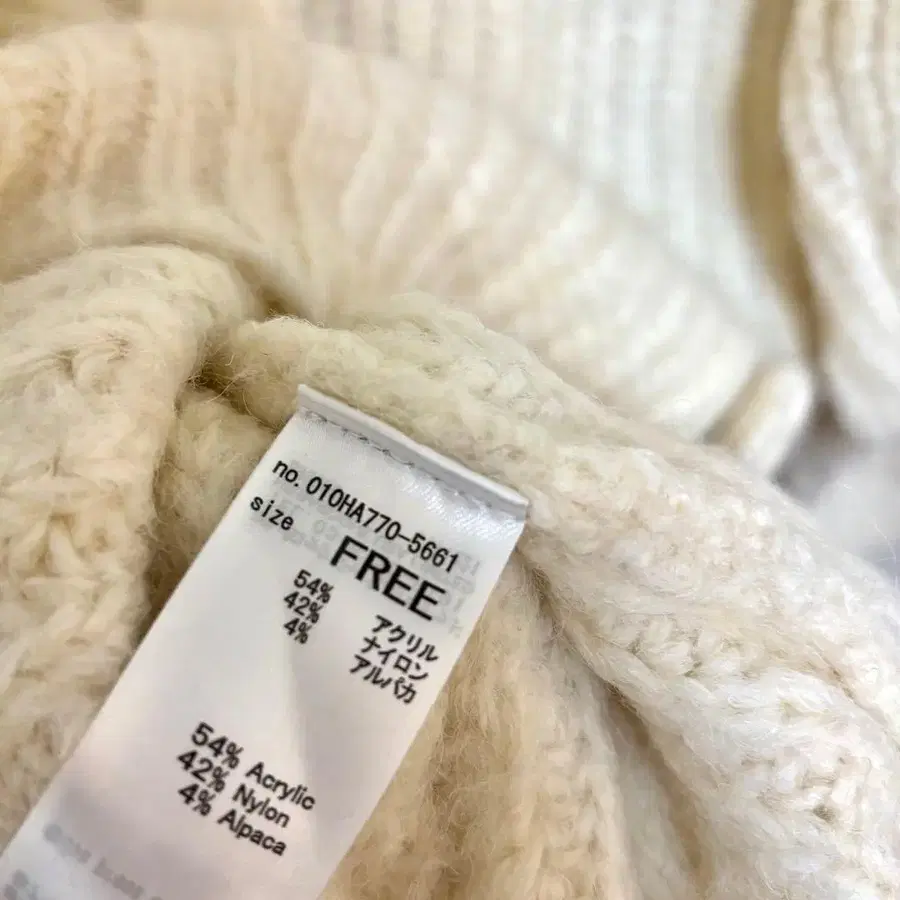 no. 010HA770-5661
size FREE
54% アクリル
42% ナイロン
4% アルパカ
54% Acrylic
42% Nylon
4% Alpaca